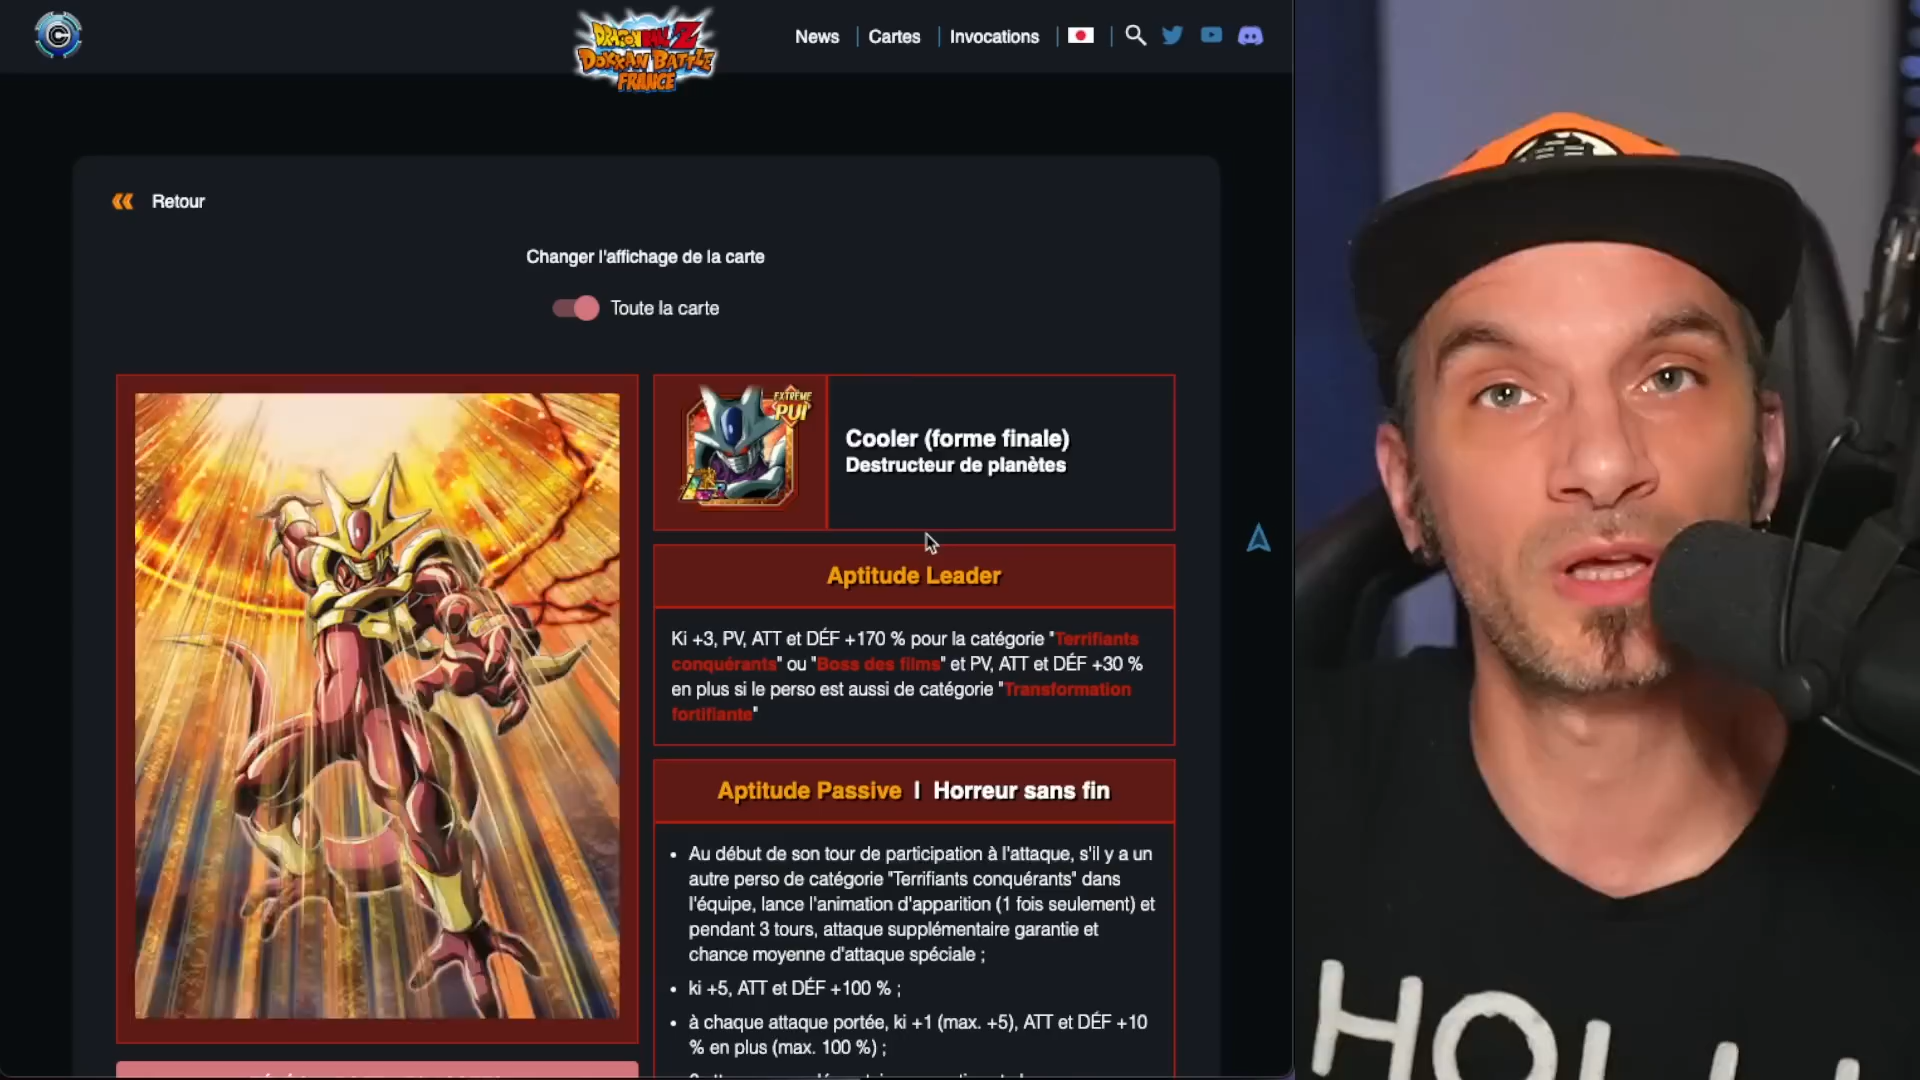 DRAGON BALL Z
DOKKAN BATTLE
FRANCE
News
Cartes
Invocations
Retour
Changer l'affichage de la carte
Toute la carte
EXTRÊME
PUI
Cooler (forme finale)
Destructeur de planètes
Aptitude Leader
Ki +3, PV, ATT et DÉF +170 % pour la catégorie "Terrifiants
conquérants" ou "Boss des films" et PV, ATT et DÉF +30 %
en plus si le perso est aussi de catégorie "Transformation
fortifiante"
Aptitude Passive | Horreur sans fin
• Au début de son tour de participation à l'attaque, s'il y a un
autre perso de catégorie "Terrifiants conquérants" dans
l'équipe, lance l'animation d'apparition (1 fois seulement) et
pendant 3 tours, attaque supplémentaire garantie et
chance moyenne d'attaque spéciale ;
• ki +5, ATT et DÉF +100 % ;
• à chaque attaque portée, ki +1 (max. +5), ATT et DÉF +10
% en plus (max. 100 %) ;